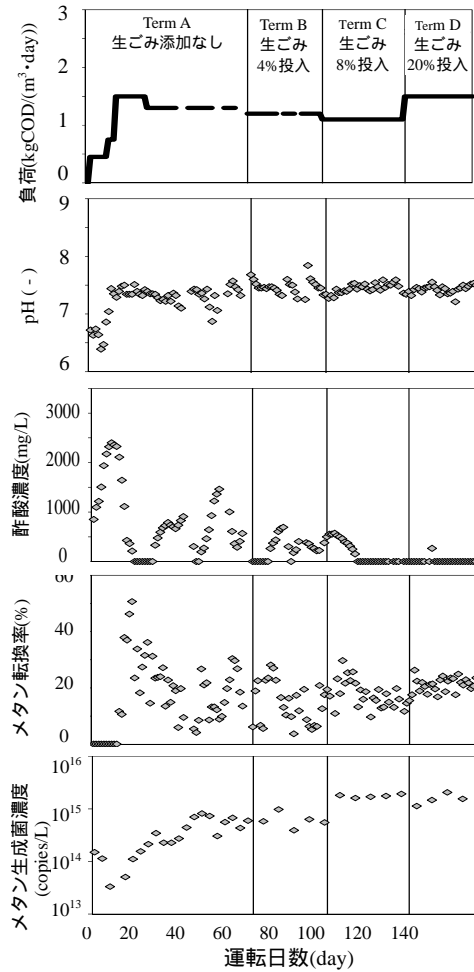 Term A
生ごみ添加なし
Term B
生ごみ
4%投入
Term C
生ごみ
8%投入
Term D
生ごみ
20%投入
負荷(kgCOD/(m³・day))
3
2
1
0
pH ( - )
9
8
7
6
酢酸濃度(mg/L)
3000
2000
1000
0
メタン転換率(%)
60
40
20
0
メタン生成菌濃度
(copies/L)
10¹⁶
10¹⁵
10¹⁴
10¹³
0 20 40 60 80 100 120 140
運転日数(day)